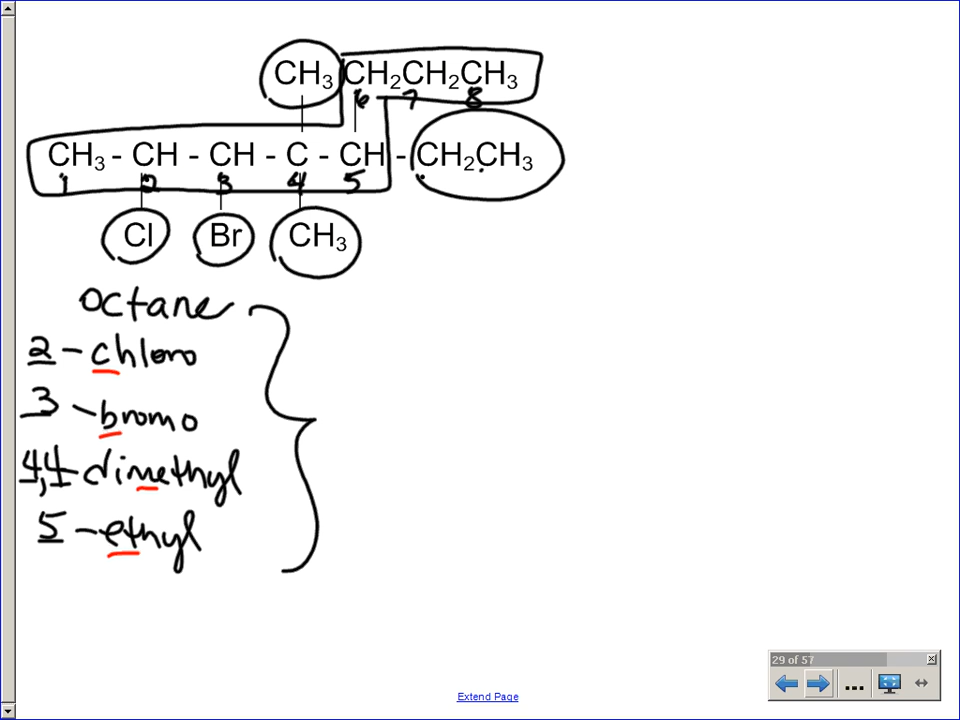 CH₃ CH₂CH₂CH₃
6 7 8
CH₃ - CH - CH - C - CH - CH₂CH₃
1 2 3 4 5
Cl Br CH₃
octane
2 - chloro
3 - bromo
4,4 - dimethyl
5 - ethyl
29 of 57
Extend Page